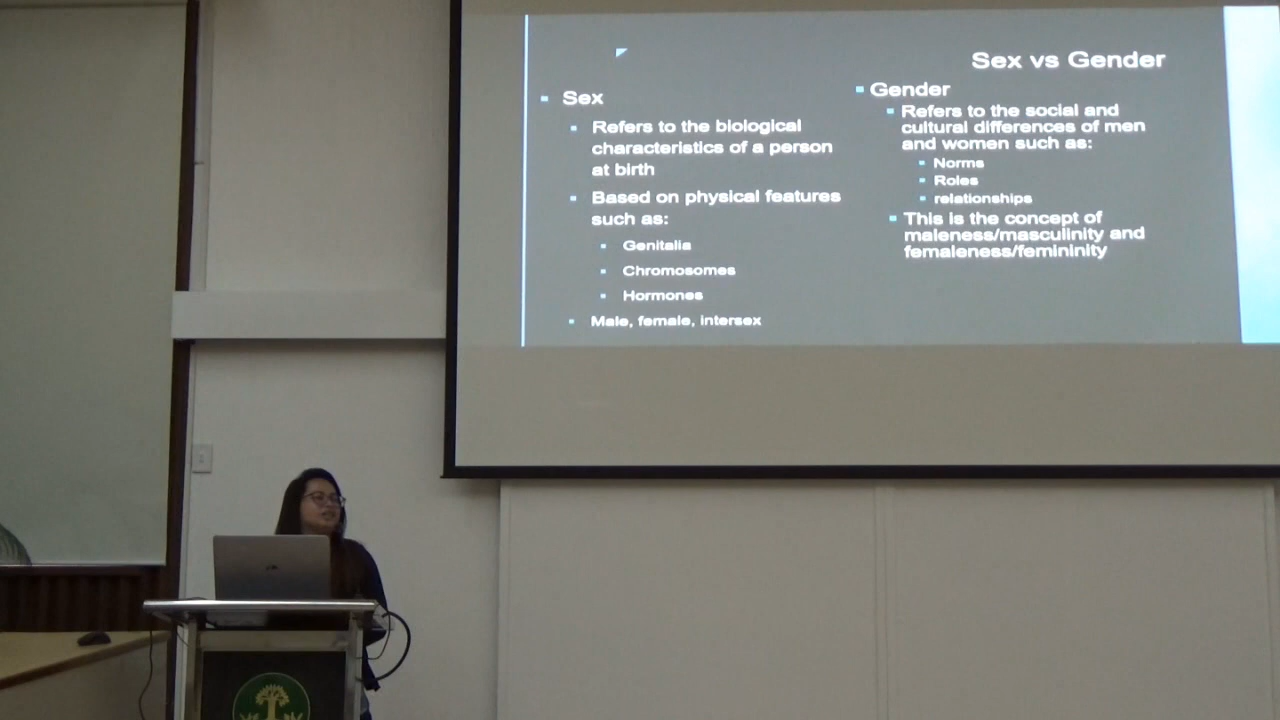 Sex vs Gender
Sex
Refers to the biological
characteristics of a person
at birth
Based on physical features
such as:
Genitalia
Chromosomes
Hormones
Male, female, intersex
Gender
Refers to the social and
cultural differences of men
and women such as:
Norms
Roles
relationships
This is the concept of
maleness/masculinity and
femaleness/femininity